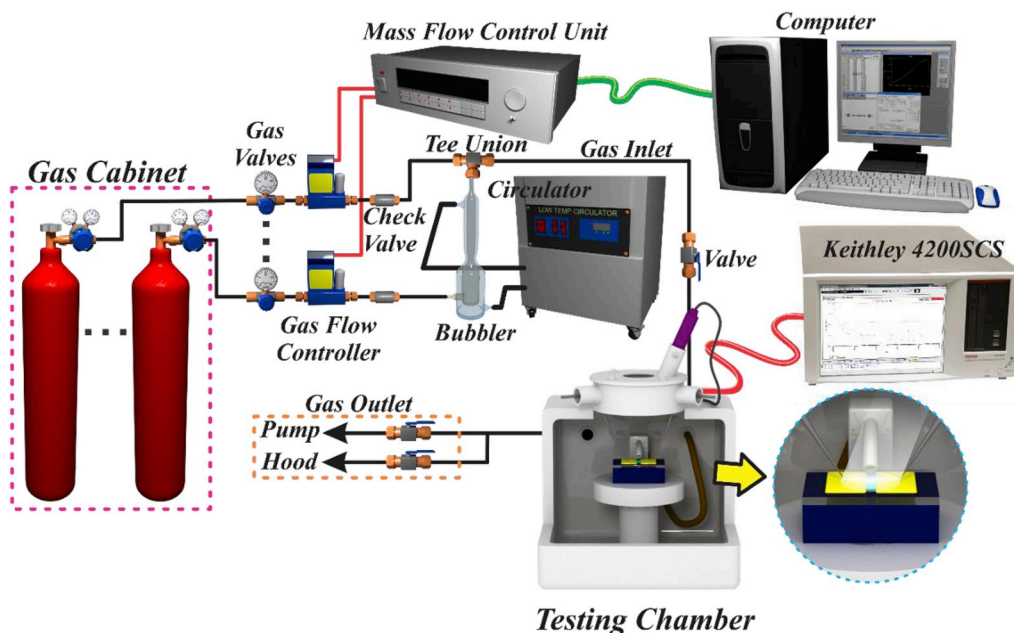 Mass Flow Control Unit
Computer
Gas
Valves
Tee Union
Gas Inlet
Gas Cabinet
Circulator
LOW TEMP CIRCULATOR
Check
Valve
Valve
Keithley 4200SCS
Gas Flow
Controller
Bubbler
Gas Outlet
Pump
Hood
Testing Chamber